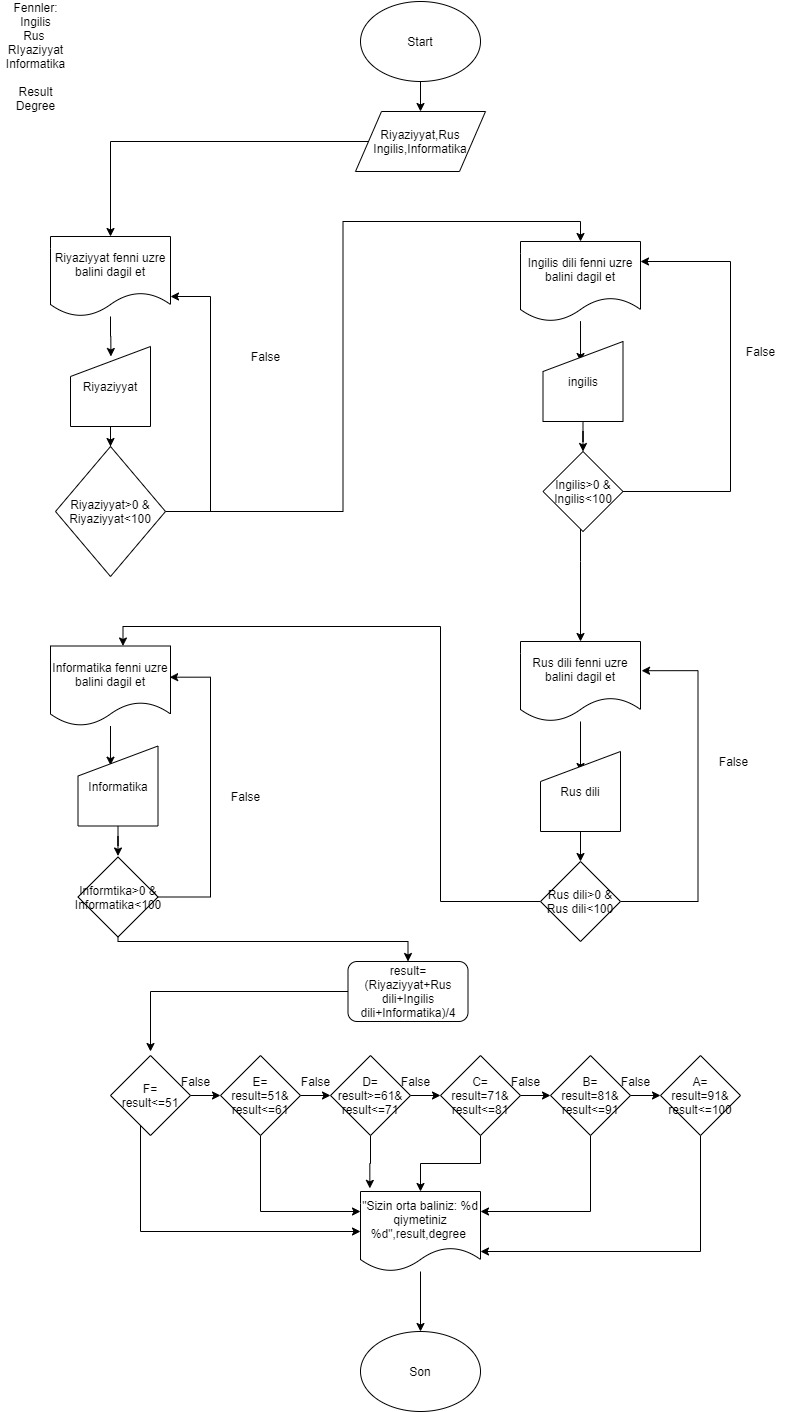 Fennler:
Ingilis
Rus
RIyaziyyat
Informatika
Result
Degree
Start
Riyaziyyat,Rus
Ingilis,Informatika
Riyaziyyat fenni uzre
balini dagil et
Riyaziyyat
Riyaziyyat>0 &
Riyaziyyat<100
False
Ingilis dili fenni uzre
balini dagil et
ingilis
Ingilis>0 &
Ingilis<100
False
Rus dili fenni uzre
balini dagil et
Rus dili
Rus dili>0 &
Rus dili<100
False
Informatika fenni uzre
balini dagil et
Informatika
Informtika>0 &
Informatika<100
False
result=
(Riyaziyyat+Rus
dili+Ingilis
dili+Informatika)/4
F=
result<=51
False
E=
result=51&
result<=61
False
D=
result>=61&
result<=71
False
C=
result=71&
result<=81
False
B=
result=81&
result<=91
False
A=
result=91&
result<=100
"Sizin orta baliniz: %d
qiymetiniz
%d",result,degree
Son